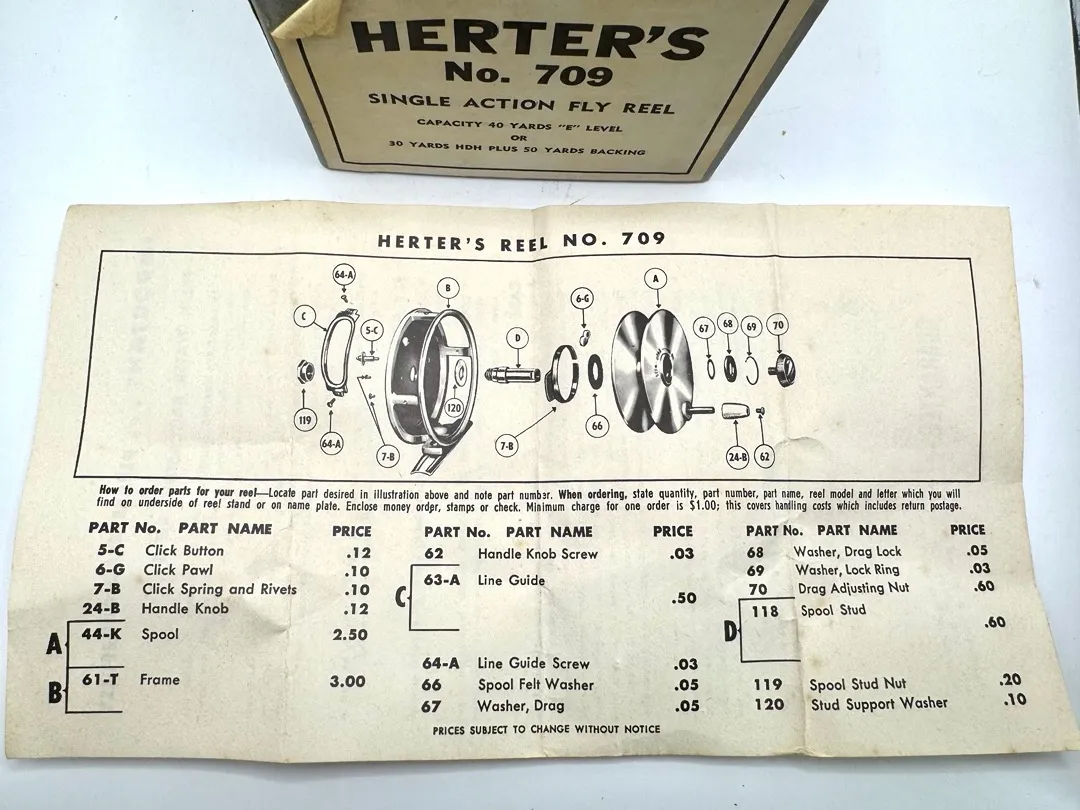 HERTER'S
No. 709
SINGLE ACTION FLY REEL
CAPACITY 40 YARDS "E" LEVEL
OR
30 YARDS HDH PLUS 50 YARDS BACKING
HERTER'S REEL NO. 709
64-A
C
5-C
B
D
6-G
A
67
68
69
70
119
64-A
7-B
120
7-B
66
24-B
62
How to order parts for your reel—Locate part desired in illustration above and note part number. When ordering, state quantity, part number, part name, reel model and letter which you will
find on underside of reel stand or on name plate. Enclose money order, stamps or check. Minimum charge for one order is $1.00; this covers handling costs which includes return postage.
PART No. PART NAME PRICE
5-C Click Button .12
6-G Click Pawl .10
7-B Click Spring and Rivets .10
24-B Handle Knob .12
A 44-K Spool 2.50
B 61-T Frame 3.00
PART No. PART NAME PRICE
62 Handle Knob Screw .03
C 63-A Line Guide .50
64-A Line Guide Screw .03
66 Spool Felt Washer .05
67 Washer, Drag .05
PART No. PART NAME PRICE
68 Washer, Drag Lock .05
69 Washer, Lock Ring .03
70 Drag Adjusting Nut .60
D 118 Spool Stud .60
119 Spool Stud Nut .20
120 Stud Support Washer .10
PRICES SUBJECT TO CHANGE WITHOUT NOTICE